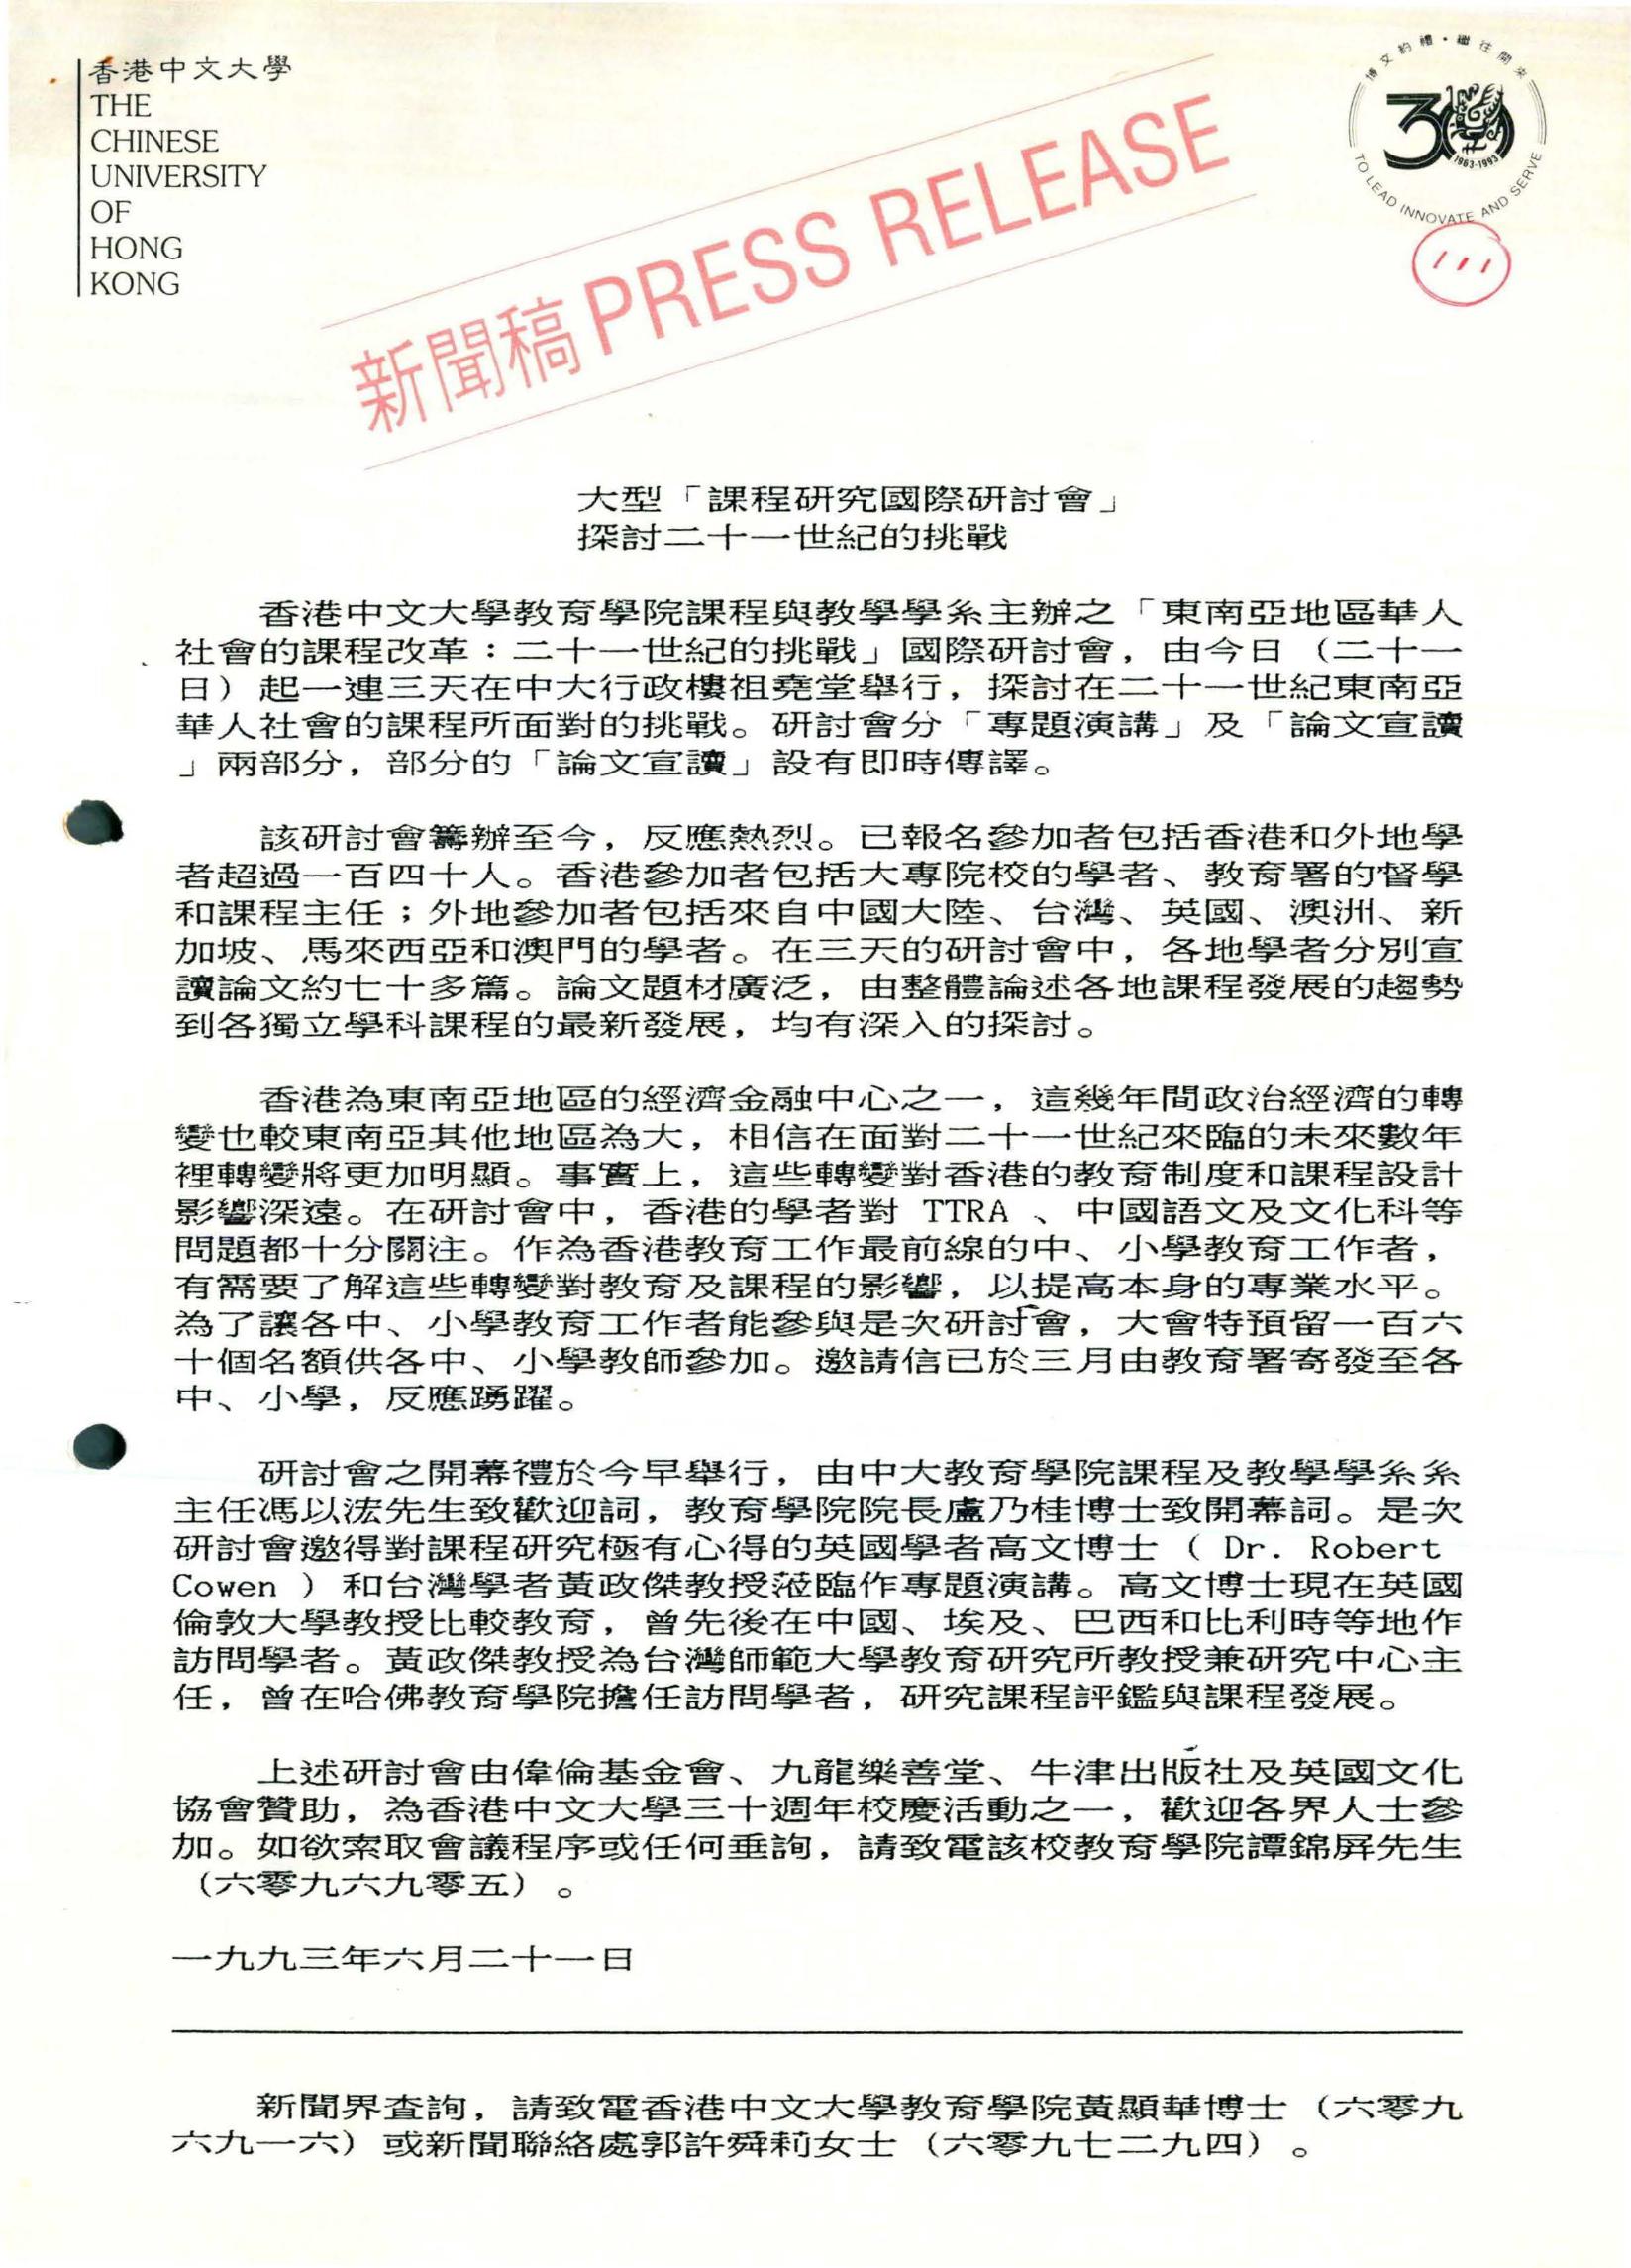 香港中文大學
THE
CHINESE
UNIVERSITY
OF
HONG
KONG
博文約禮・繼往開來
30
1963-1993
TO LEAD INNOVATE AND SERVE
111
新聞稿 PRESS RELEASE
大型「課程研究國際研討會」
探討二十一世紀的挑戰
香港中文大學教育學院課程與教學學系主辦之「東南亞地區華人
社會的課程改革：二十一世紀的挑戰」國際研討會，由今日（二十一
日）起一連三天在中大行政樓祖堯堂舉行，探討在二十一世紀東南亞
華人社會的課程所面對的挑戰。研討會分「專題演講」及「論文宣讀
」兩部分，部分的「論文宣讀」設有即時傳譯。
該研討會籌辦至今，反應熱烈。已報名參加者包括香港和外地學
者超過一百四十人。香港參加者包括大專院校的學者、教育署的督學
和課程主任；外地參加者包括來自中國大陸、台灣、英國、澳洲、新
加坡、馬來西亞和澳門的學者。在三天的研討會中，各地學者分別宣
讀論文約七十多篇。論文題材廣泛，由整體論述各地課程發展的趨勢
到各獨立學科課程的最新發展，均有深入的探討。
香港為東南亞地區的經濟金融中心之一，這幾年間政治經濟的轉
變也較東南亞其他地區為大，相信在面對二十一世紀來臨的未來數年
裡轉變將更加明顯。事實上，這些轉變對香港的教育制度和課程設計
影響深遠。在研討會中，香港的學者對 TTRA 、中國語文及文化科等
問題都十分關注。作為香港教育工作最前線的中、小學教育工作者，
有需要了解這些轉變對教育及課程的影響，以提高本身的專業水平。
為了讓各中、小學教育工作者能參與是次研討會，大會特預留一百六
十個名額供各中、小學教師參加。邀請信已於三月由教育署寄發至各
中、小學，反應踴躍。
研討會之開幕禮於今早舉行，由中大教育學院課程及教學學系系
主任馮以浤先生致歡迎詞，教育學院院長盧乃桂博士致開幕詞。是次
研討會邀得對課程研究極有心得的英國學者高文博士（ Dr. Robert
Cowen ）和台灣學者黃政傑教授蒞臨作專題演講。高文博士現在英國
倫敦大學教授比較教育，曾先後在中國、埃及、巴西和比利時等地作
訪問學者。黃政傑教授為台灣師範大學教育研究所教授兼研究中心主
任，曾在哈佛教育學院擔任訪問學者，研究課程評鑑與課程發展。
上述研討會由偉倫基金會、九龍樂善堂、牛津出版社及英國文化
協會贊助，為香港中文大學三十週年校慶活動之一，歡迎各界人士參
加。如欲索取會議程序或任何垂詢，請致電該校教育學院譚錦屏先生
（六零九六九零五）。
一九九三年六月二十一日
新聞界查詢，請致電香港中文大學教育學院黃顯華博士（六零九
六九一六）或新聞聯絡處郭許舜莉女士（六零九七二九四）。